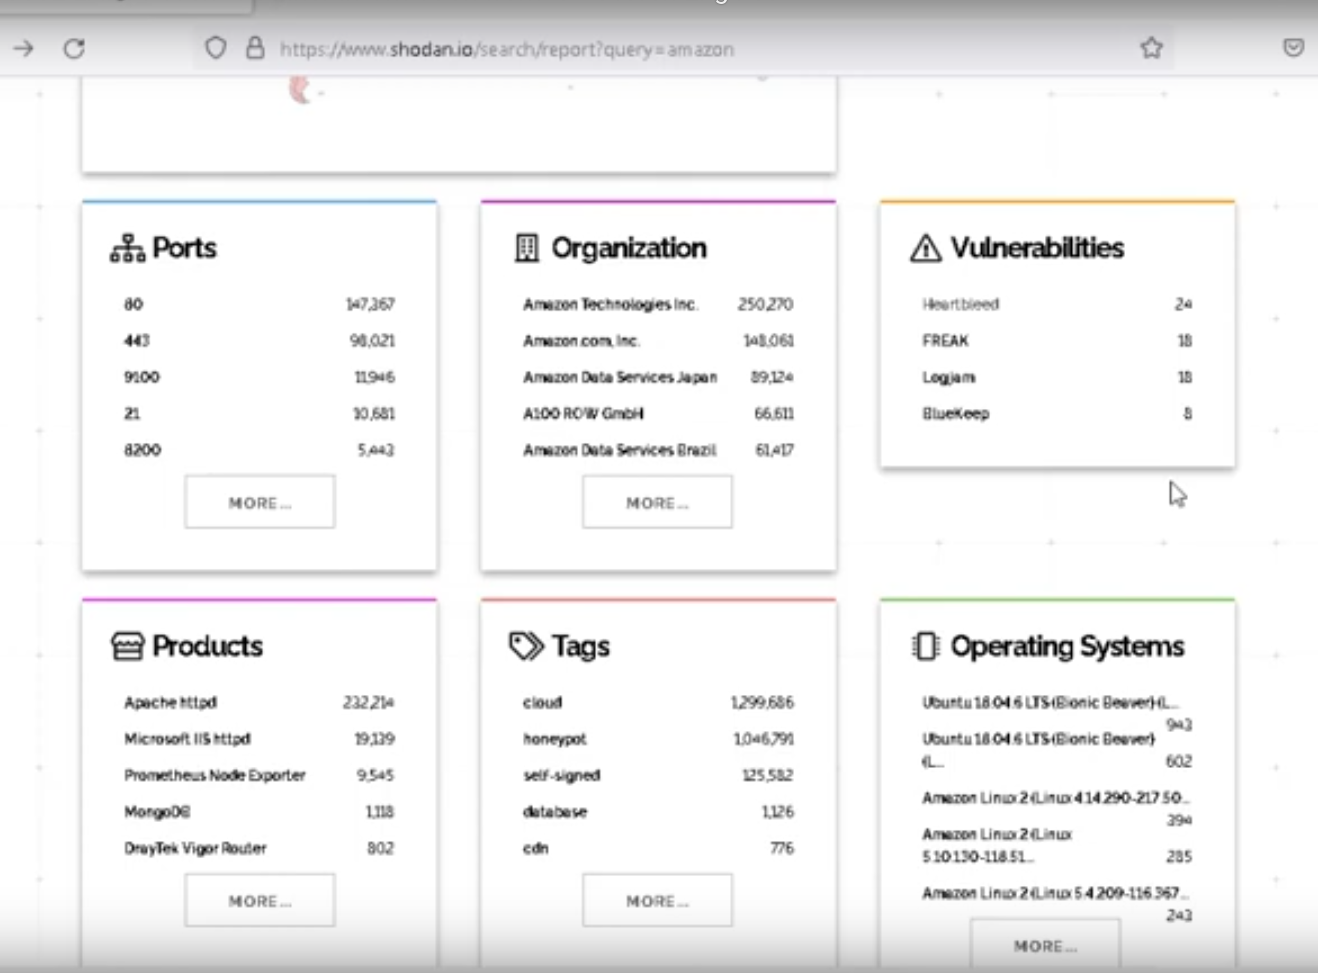 https://www.shodan.io/search/report?query=amazon
Ports
80 147,367
443 98,021
9100 11,946
21 10,681
8200 5,443
MORE...
Organization
Amazon Technologies Inc. 250,270
Amazon.com, Inc. 148,061
Amazon Data Services Japan 89,124
A100 ROW GmbH 66,611
Amazon Data Services Brazil 61,417
MORE...
Vulnerabilities
Heartbleed 24
FREAK 18
Logjam 18
BlueKeep 8
Products
Apache httpd 232,214
Microsoft IIS httpd 19,139
Prometheus Node Exporter 9,545
MongoDB 1,118
DrayTek Vigor Router 802
MORE...
Tags
cloud 1,299,686
honeypot 1,046,791
self-signed 125,582
database 1,126
cdn 776
MORE...
Operating Systems
Ubuntu 18.04.6 LTS (Bionic Beaver) (L...
943
Ubuntu 18.04.6 LTS (Bionic Beaver)
(L... 602
Amazon Linux 2 (Linux 4.14.290-217.50...
394
Amazon Linux 2 (Linux
5.10.130-118.51... 285
Amazon Linux 2 (Linux 5.4.209-116.367...
243
MORE...